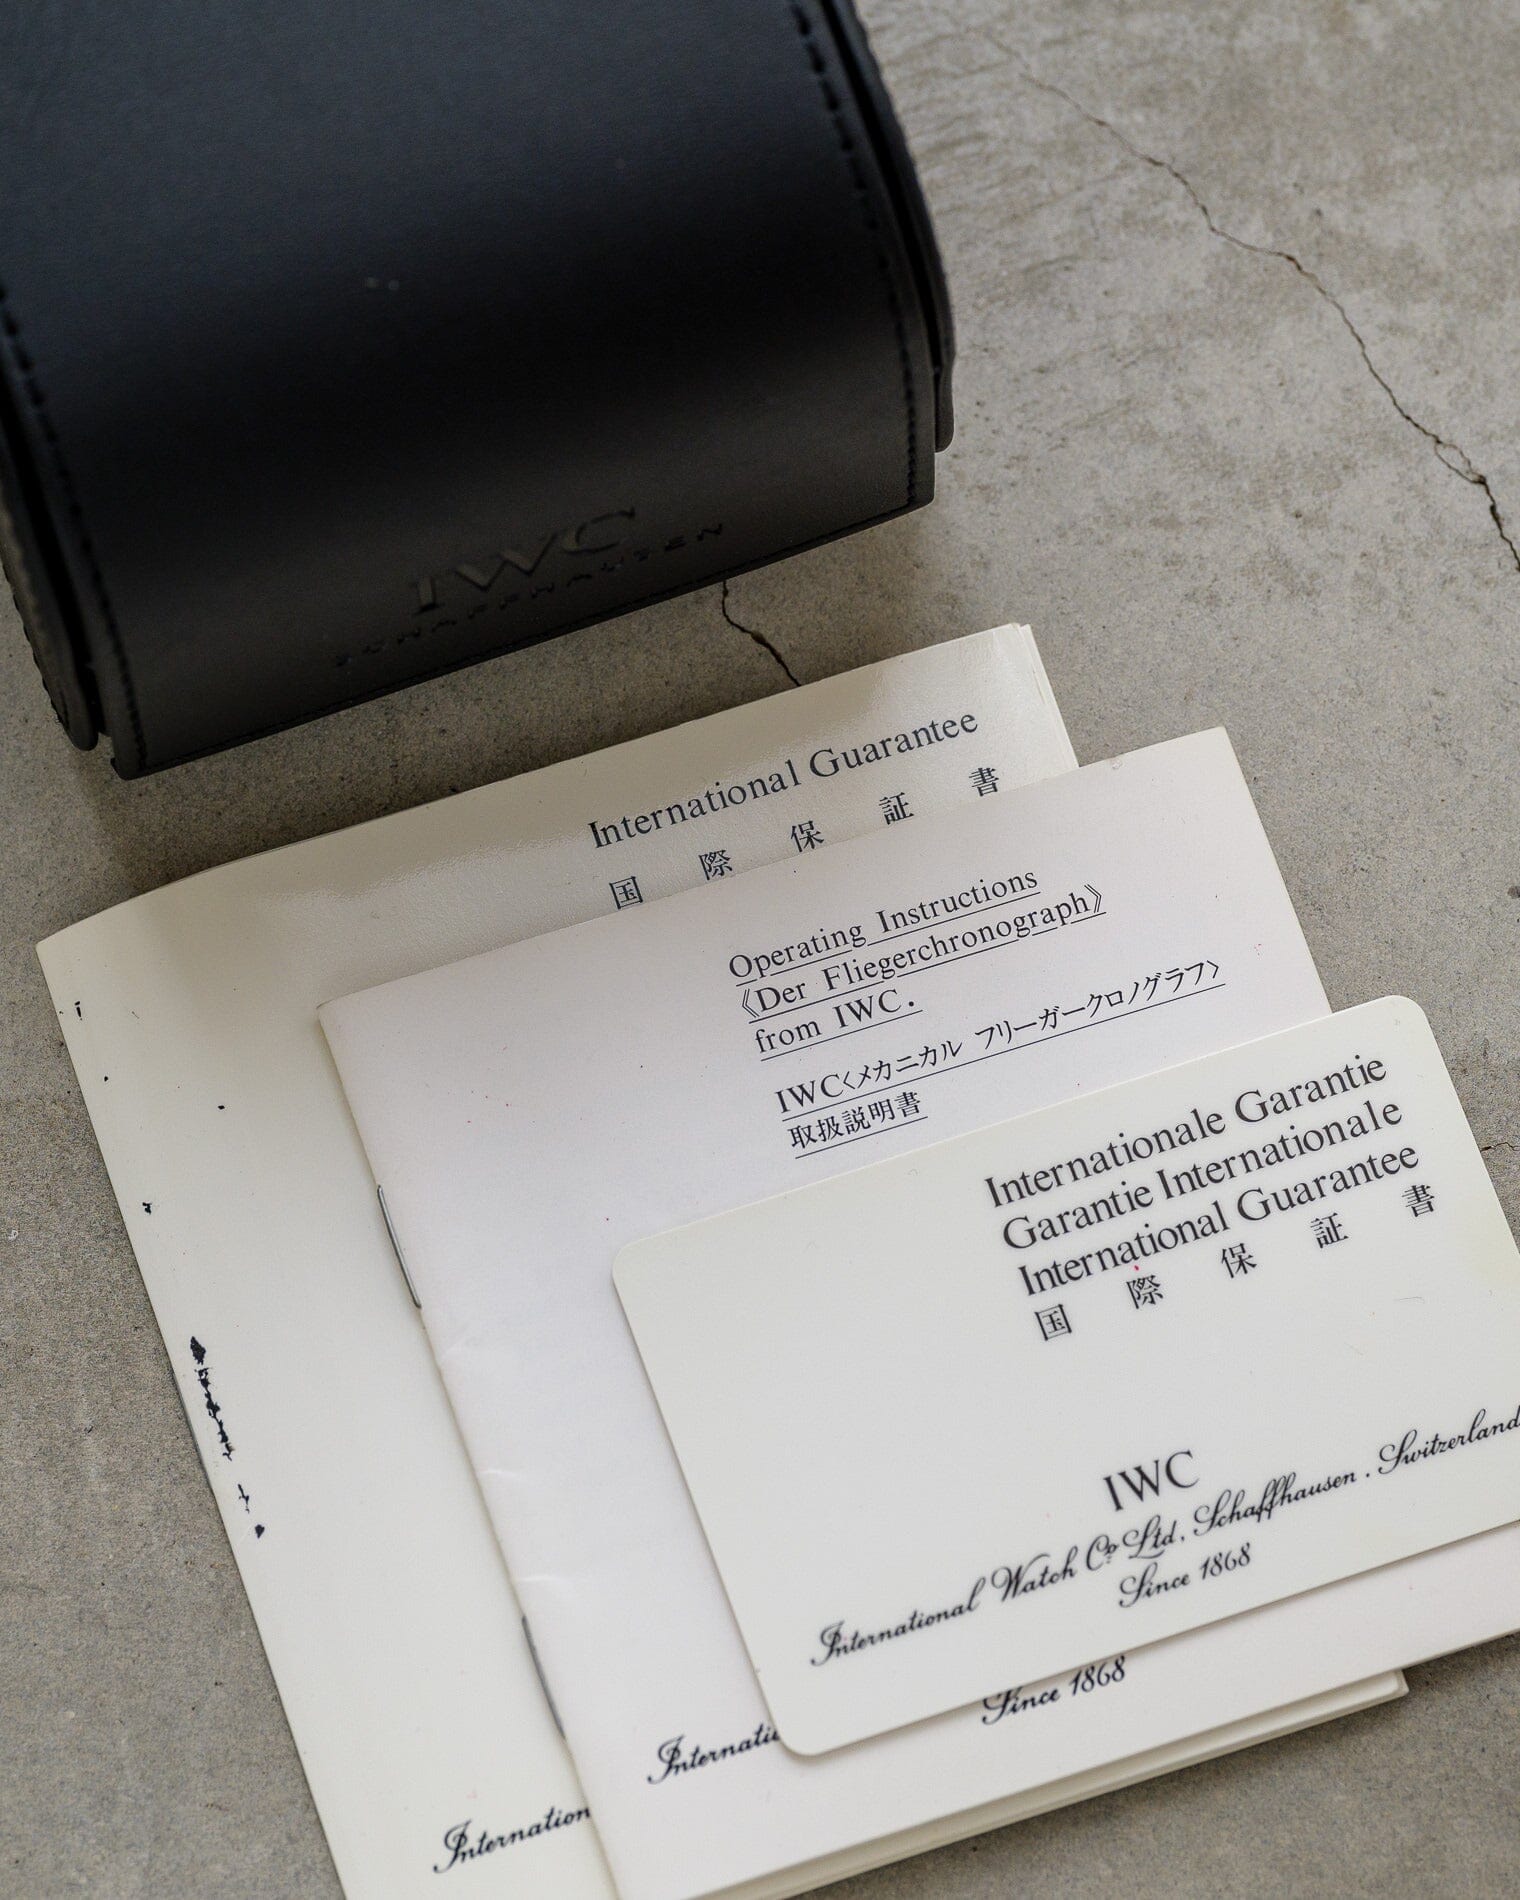 IWC
SCHAFFHAUSEN
International Guarantee
国際保証書
Operating Instructions
《Der Fliegerchronograph》
from IWC.
IWC〈メカニカル フリーガークロノグラフ〉
取扱説明書
Internationale Garantie
Garantie Internationale
International Guarantee
国際保証書
IWC
International Watch Co Ltd. Schaffhausen . Switzerland
Since 1868
Since 1868